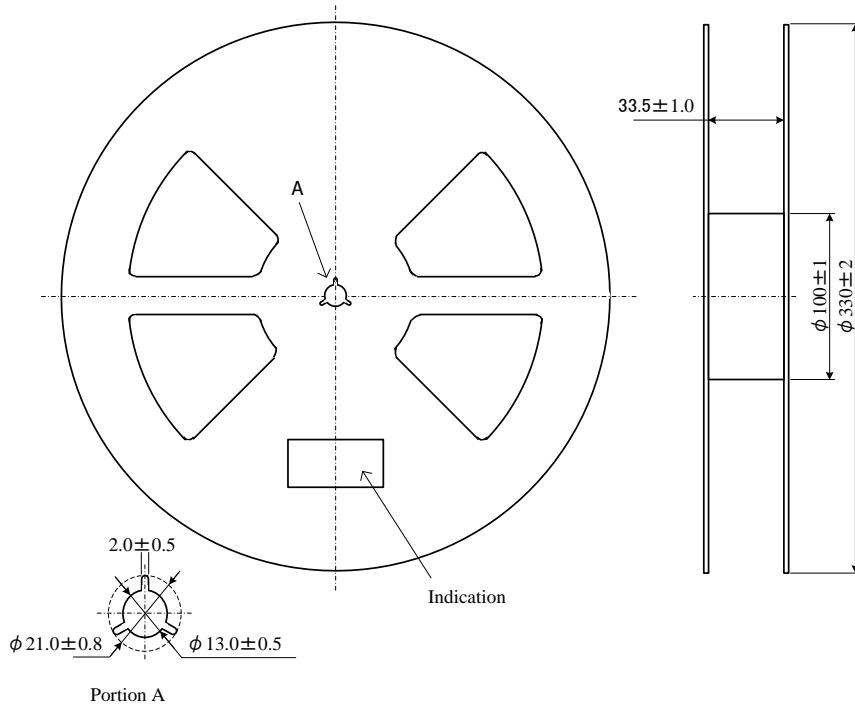 33.5±1.0
A
ϕ100±1
ϕ330±2
2.0±0.5
Indication
ϕ21.0±0.8
ϕ13.0±0.5
Portion A